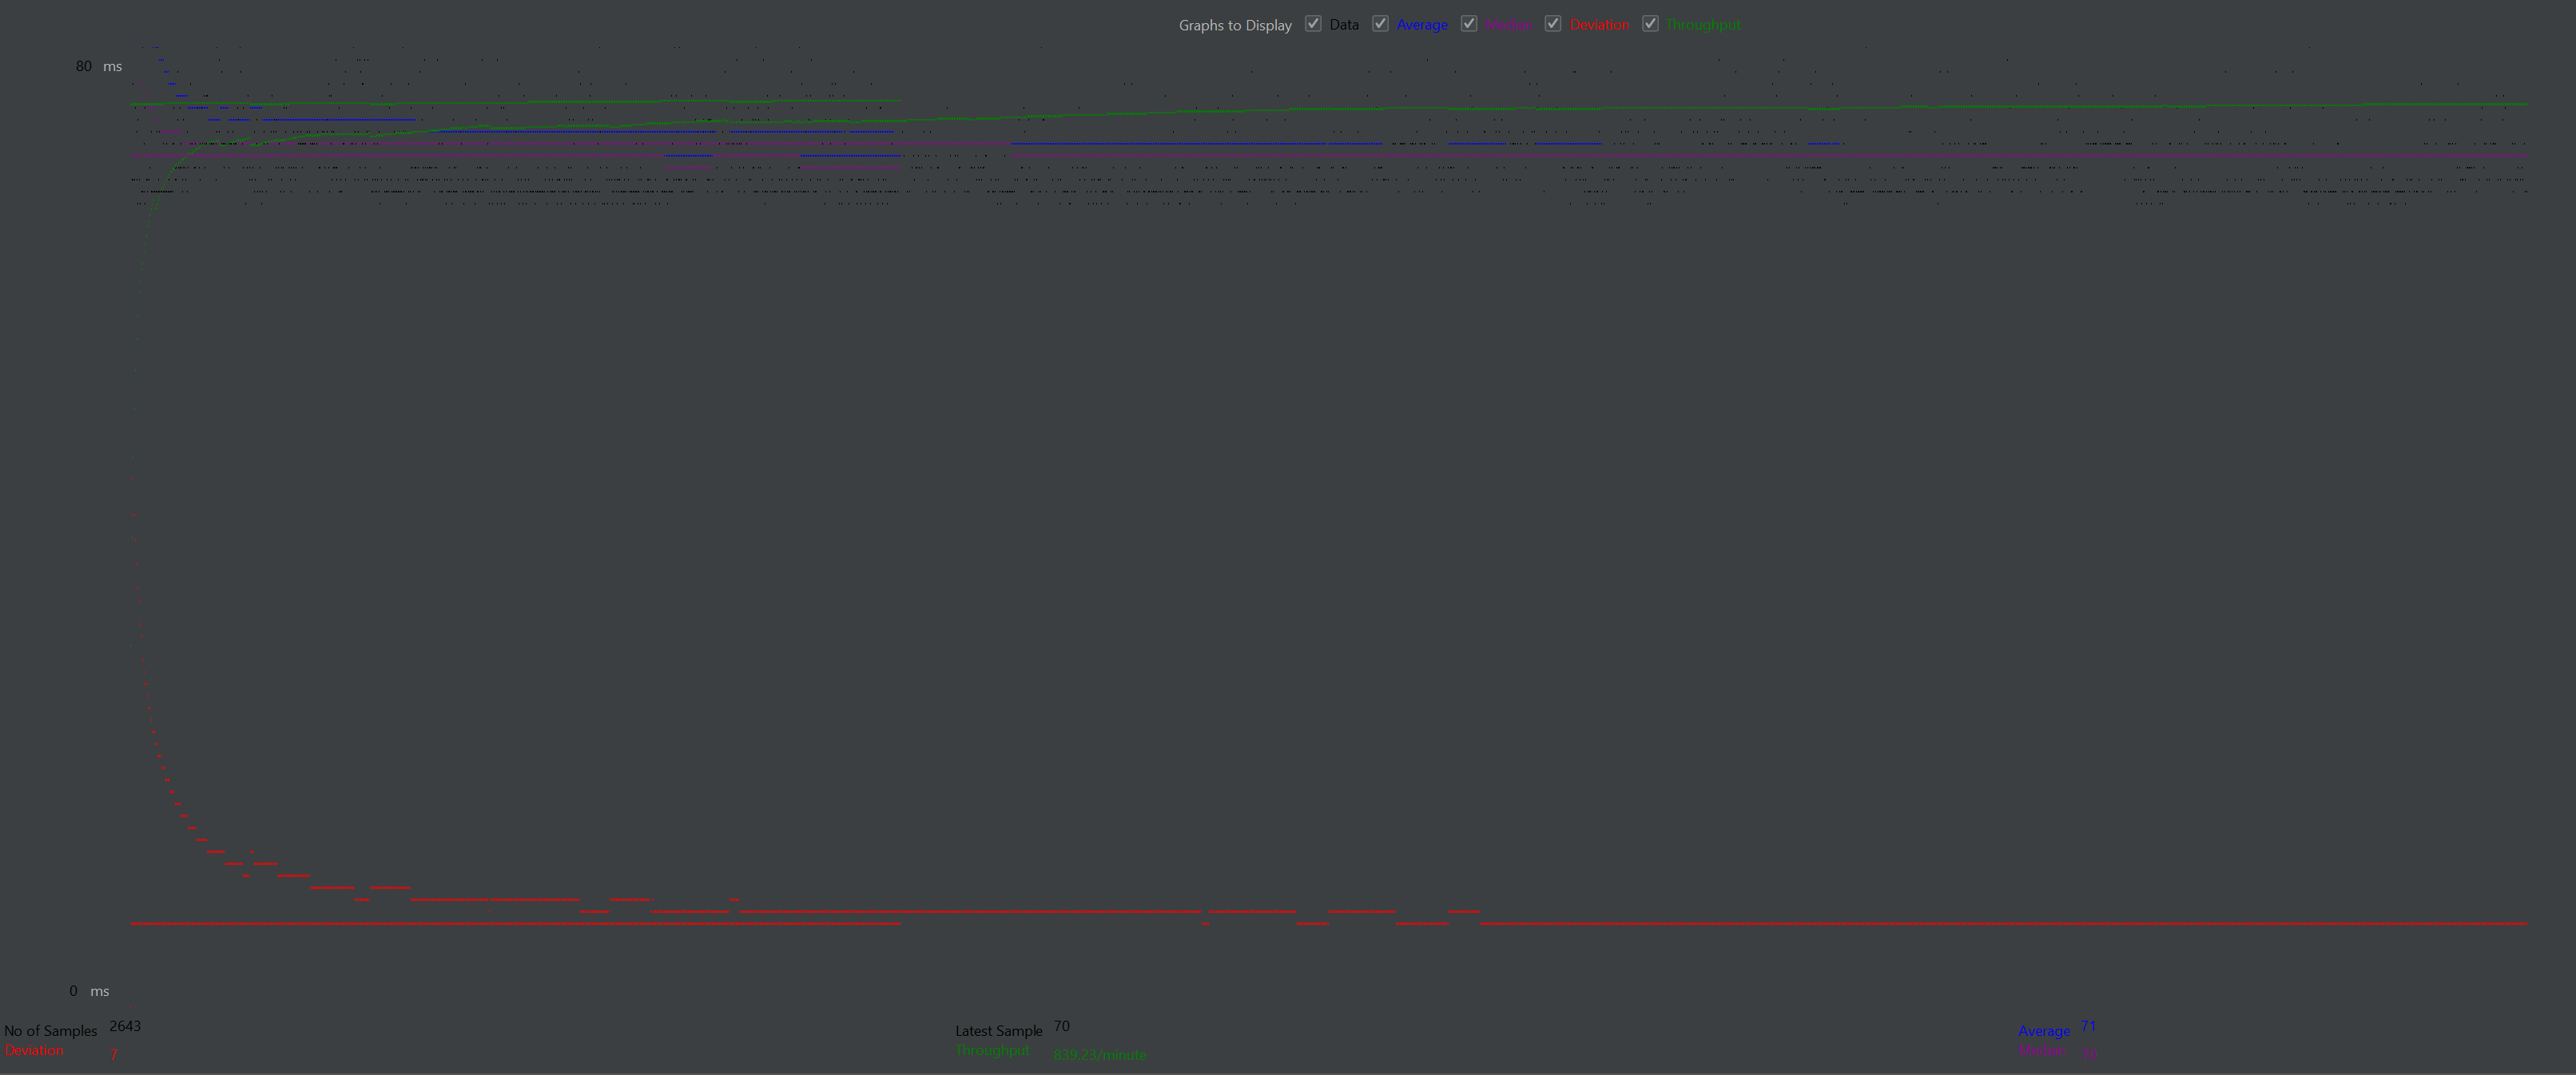 Graphs to Display Data Average Median Deviation Throughput
80 ms
0 ms
No of Samples 2643 Latest Sample 70 Average 71
Deviation 7 Throughput 839.23/minute Median 70